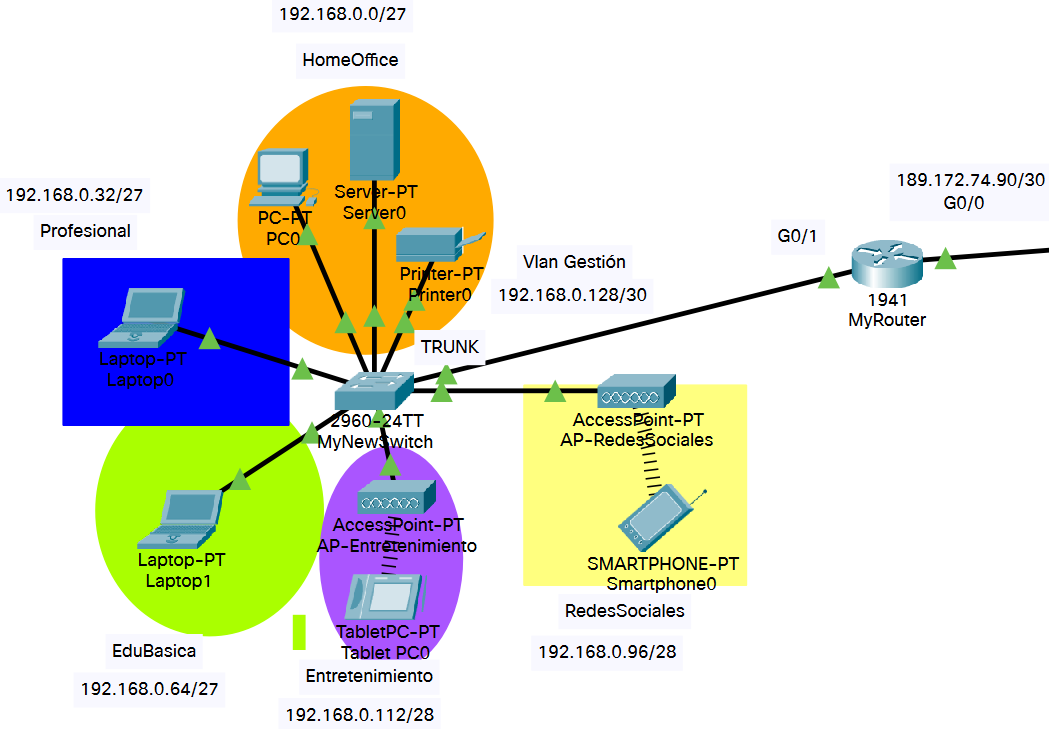 192.168.0.0/27
HomeOffice
Server-PT
Server0
PC-PT
PC0
Printer-PT
Printer0
192.168.0.32/27
Profesional
Laptop-PT
Laptop0
Vlan Gestión
192.168.0.128/30
TRUNK
G0/1
189.172.74.90/30
G0/0
1941
MyRouter
2960-24TT
MyNewSwitch
AccessPoint-PT
AP-RedesSociales
SMARTPHONE-PT
Smartphone0
RedesSociales
192.168.0.96/28
AccessPoint-PT
AP-Entretenimiento
TabletPC-PT
Tablet PC0
Entretenimiento
192.168.0.112/28
Laptop-PT
Laptop1
EduBasica
192.168.0.64/27